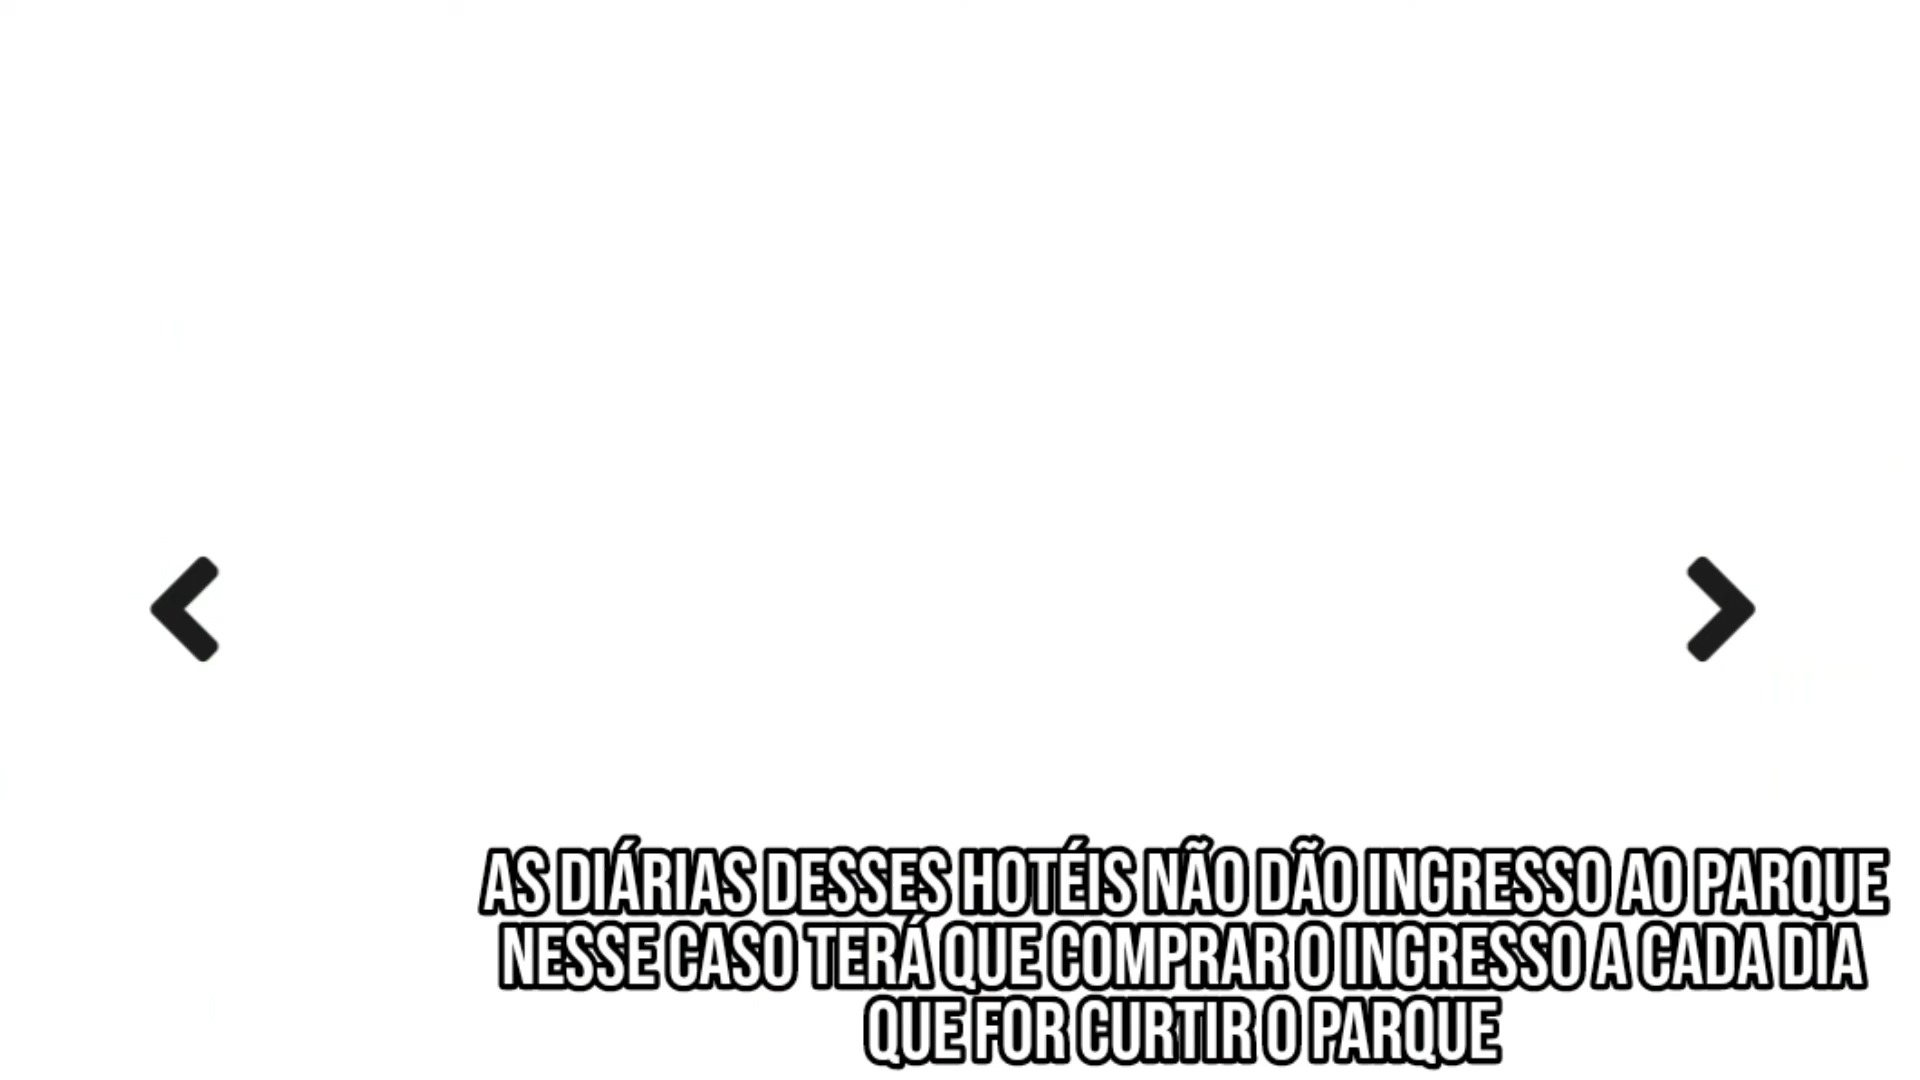 AS DIÁRIAS DESSES HOTÉIS NÃO DÃO INGRESSO AO PARQUE
NESSE CASO TERÁ QUE COMPRAR O INGRESSO A CADA DIA
QUE FOR CURTIR O PARQUE